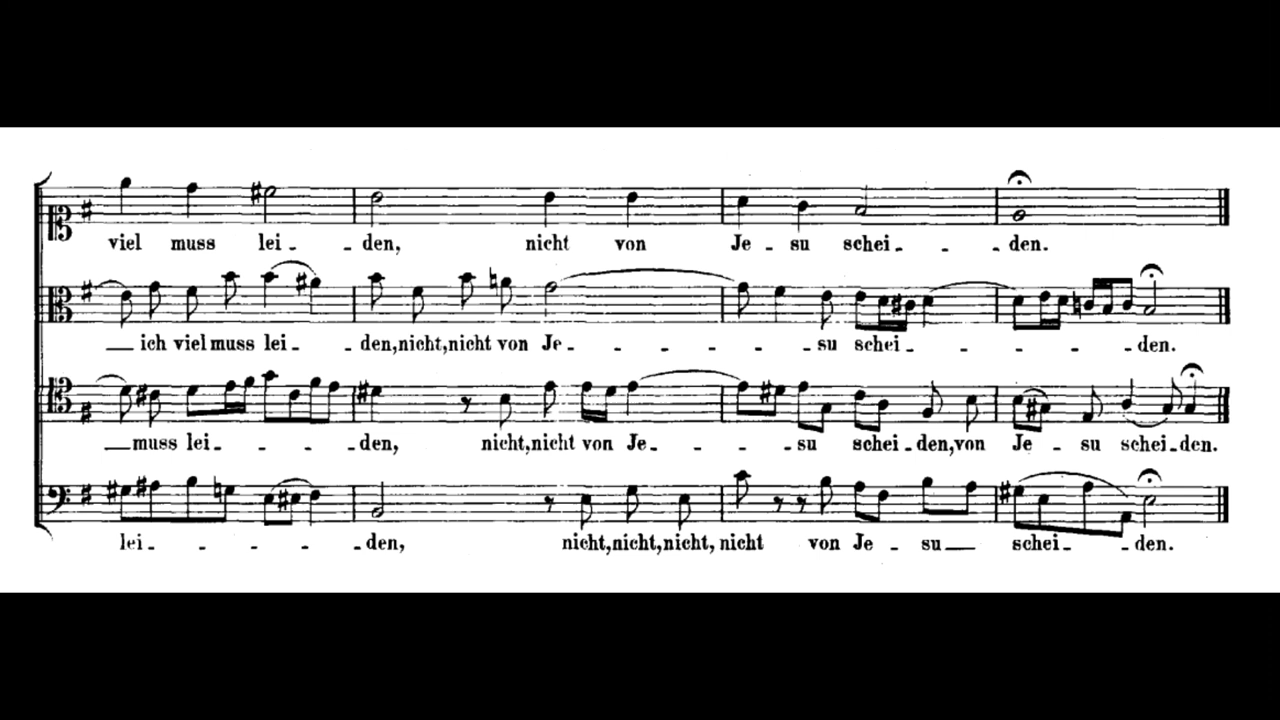 viel muss lei - - den, nicht von Je - su schei - - - den.
ich viel muss lei - - den, nicht, nicht von Je - - - - - su schei - - - - - - den.
muss lei - - - - - den, nicht, nicht von Je - - - su schei - den, von Je - su schei - den.
lei - - - - - den, nicht, nicht, nicht, nicht von Je - su schei - - den.